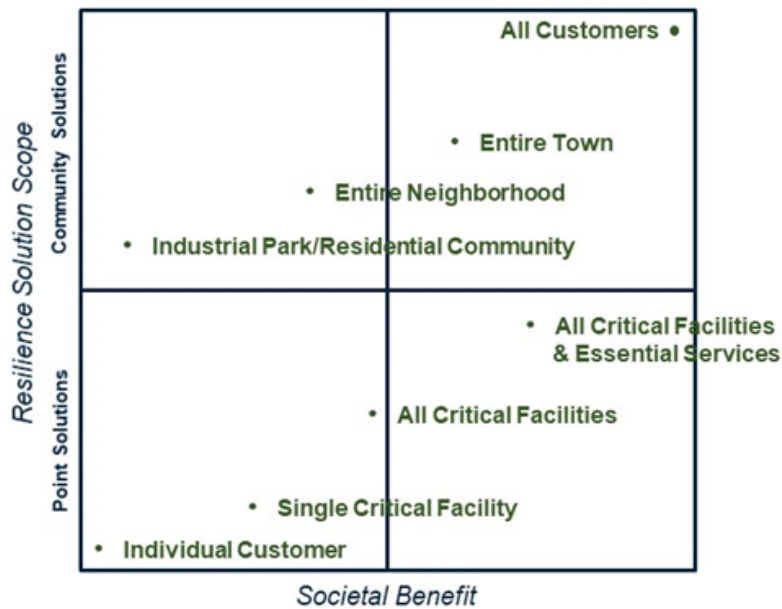 All Customers
Entire Town
Entire Neighborhood
Industrial Park/Residential Community
All Critical Facilities
& Essential Services
All Critical Facilities
Single Critical Facility
Individual Customer
Resilience Solution Scope
Community Solutions
Point Solutions
Societal Benefit